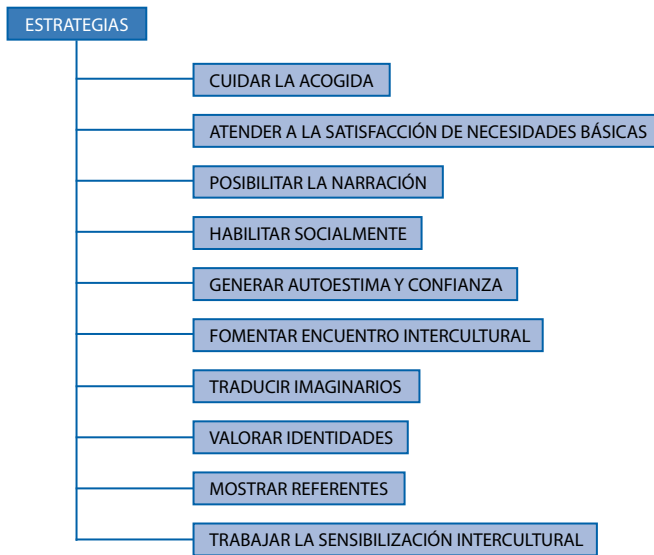 ESTRATEGIAS
CUIDAR LA ACOGIDA
ATENDER A LA SATISFACCIÓN DE NECESIDADES BÁSICAS
POSIBILITAR LA NARRACIÓN
HABILITAR SOCIALMENTE
GENERAR AUTOESTIMA Y CONFIANZA
FOMENTAR ENCUENTRO INTERCULTURAL
TRADUCIR IMAGINARIOS
VALORAR IDENTIDADES
MOSTRAR REFERENTES
TRABAJAR LA SENSIBILIZACIÓN INTERCULTURAL